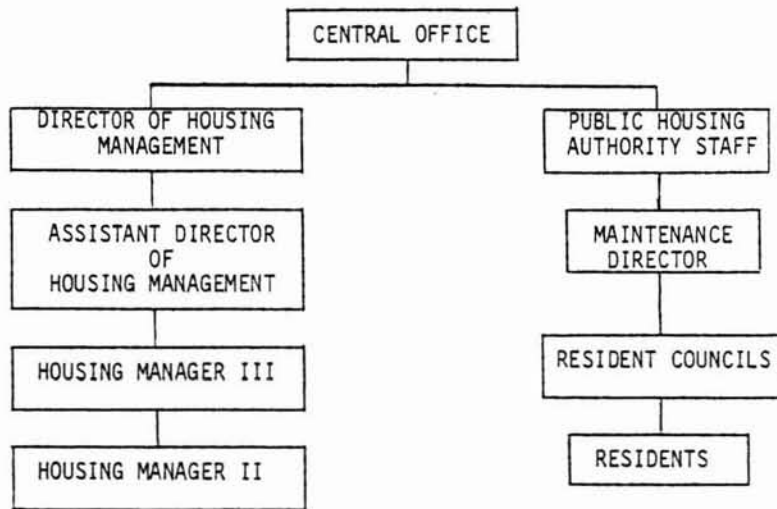 CENTRAL OFFICE
DIRECTOR OF HOUSING
MANAGEMENT
PUBLIC HOUSING
AUTHORITY STAFF
ASSISTANT DIRECTOR
OF
HOUSING MANAGEMENT
MAINTENANCE
DIRECTOR
HOUSING MANAGER III
RESIDENT COUNCILS
HOUSING MANAGER II
RESIDENTS